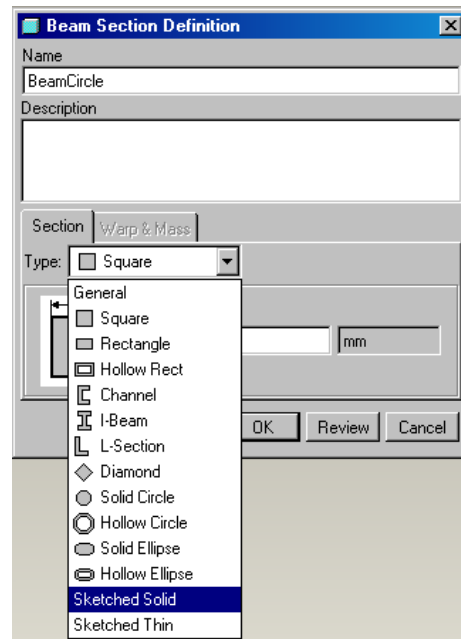 Beam Section Definition
Name
BeamCircle
Description
Section Warp & Mass
Type: Square
General
Square
Rectangle
mm
Hollow Rect
Channel
I-Beam
L-Section
Diamond
Solid Circle
Hollow Circle
Solid Ellipse
Hollow Ellipse
Sketched Solid
Sketched Thin
OK Review Cancel